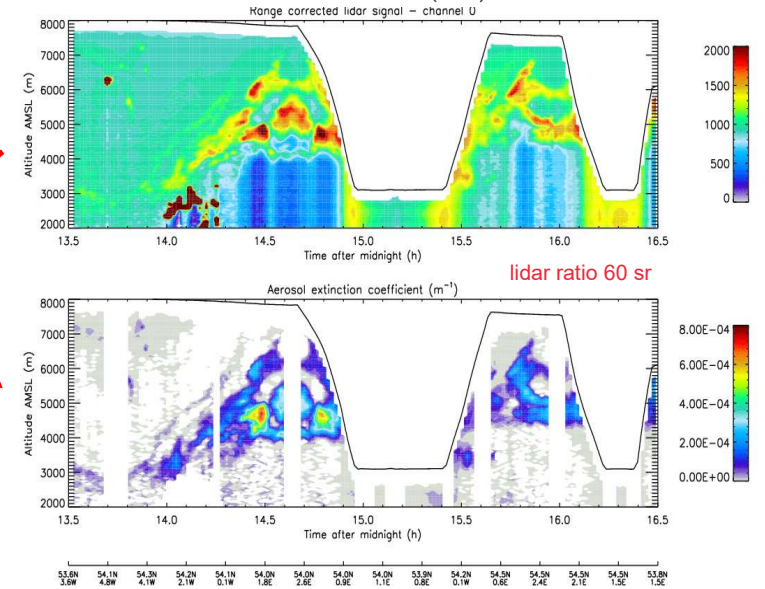 Range corrected lidar signal – channel 0
8000
7000
6000
5000
4000
3000
2000
Altitude AMSL (m)
13.5 14.0 14.5 15.0 15.5 16.0 16.5
Time after midnight (h)
2000
1500
1000
500
0
lidar ratio 60 sr
Aerosol extinction coefficient (m⁻¹)
8000
7000
6000
5000
4000
3000
2000
Altitude AMSL (m)
13.5 14.0 14.5 15.0 15.5 16.0 16.5
Time after midnight (h)
8.00E−04
6.00E−04
4.00E−04
2.00E−04
0.00E+00
53.6N 54.1N 54.3N 54.2N 54.1N 54.0N 54.0N 54.0N 54.0N 53.9N 54.2N 54.5N 54.5N 54.5N 54.5N 53.8N
3.6W 4.8W 4.1W 2.1W 0.1W 1.8E 2.6E 0.9E 1.1E 0.8E 0.1W 0.6E 2.4E 2.1E 1.5E 1.5E